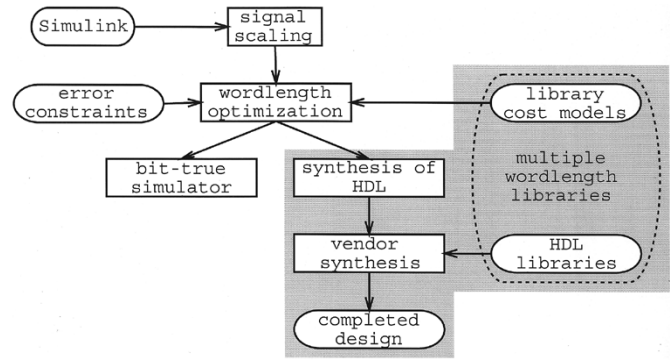 Simulink
signal
scaling
error
constraints
wordlength
optimization
library
cost models
bit-true
simulator
synthesis of
HDL
multiple
wordlength
libraries
vendor
synthesis
HDL
libraries
completed
design